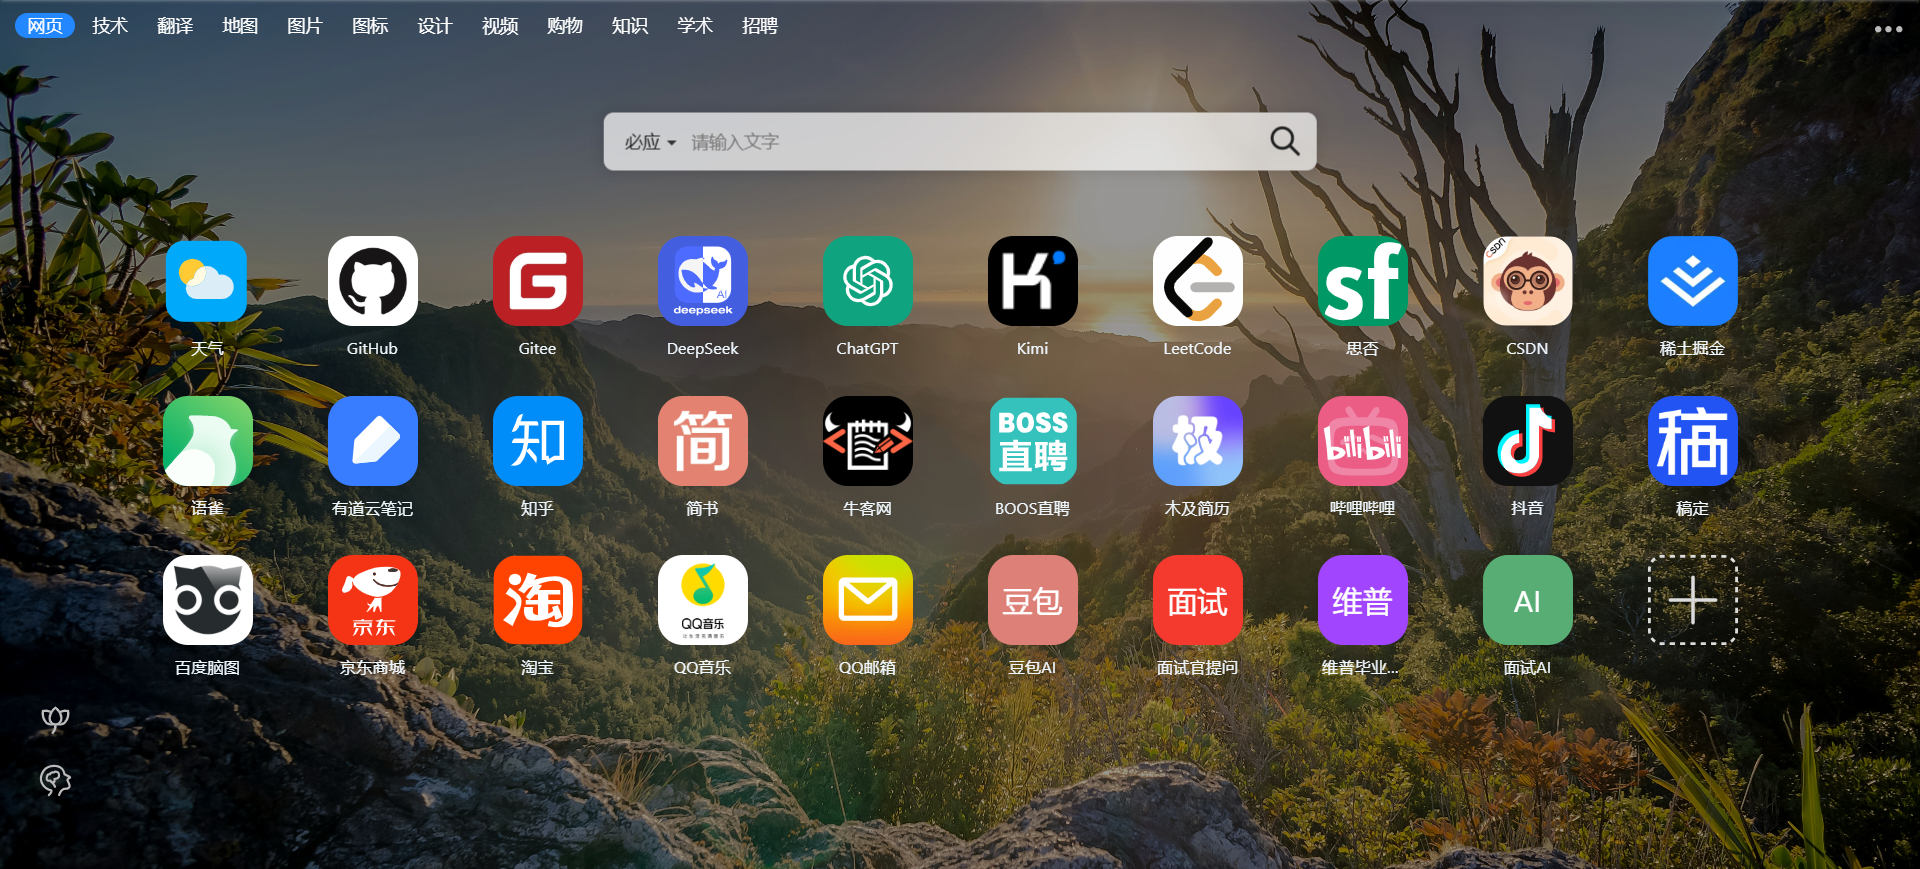 网页 技术 翻译 地图 图片 图标 设计 视频 购物 知识 学术 招聘
必应 请输入文字
G deepseek AI K sf CSDN
天气 GitHub Gitee DeepSeek ChatGPT Kimi LeetCode 思否 CSDN 稀土掘金
知 简 BOSS直聘 极 bilibili 稿
语雀 有道云笔记 知乎 简书 牛客网 BOOS直聘 木及简历 哔哩哔哩 抖音 稿定
京东 淘 QQ音乐 豆包 面试 维普 AI
百度脑图 京东商城 淘宝 QQ音乐 QQ邮箱 豆包AI 面试官提问 维普毕业... 面试AI